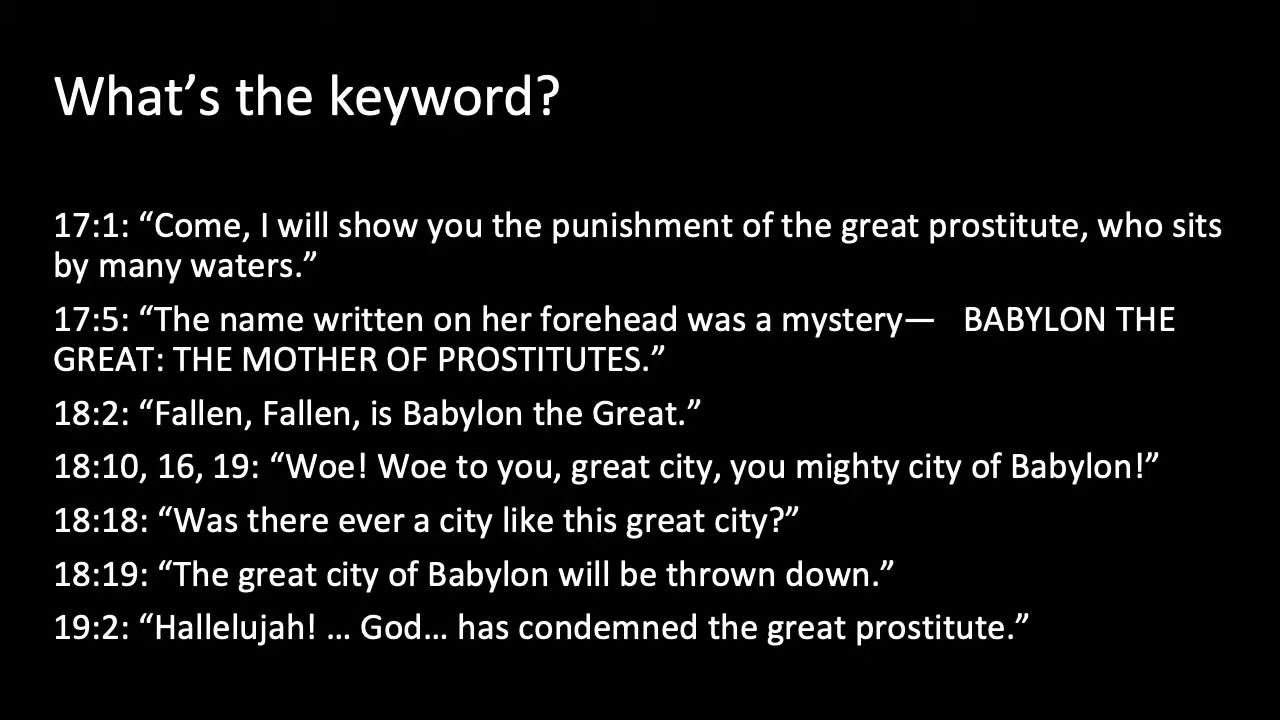 What’s the keyword?
17:1: “Come, I will show you the punishment of the great prostitute, who sits
by many waters.”
17:5: “The name written on her forehead was a mystery— BABYLON THE
GREAT: THE MOTHER OF PROSTITUTES.”
18:2: “Fallen, Fallen, is Babylon the Great.”
18:10, 16, 19: “Woe! Woe to you, great city, you mighty city of Babylon!”
18:18: “Was there ever a city like this great city?”
18:19: “The great city of Babylon will be thrown down.”
19:2: “Hallelujah! … God… has condemned the great prostitute.”